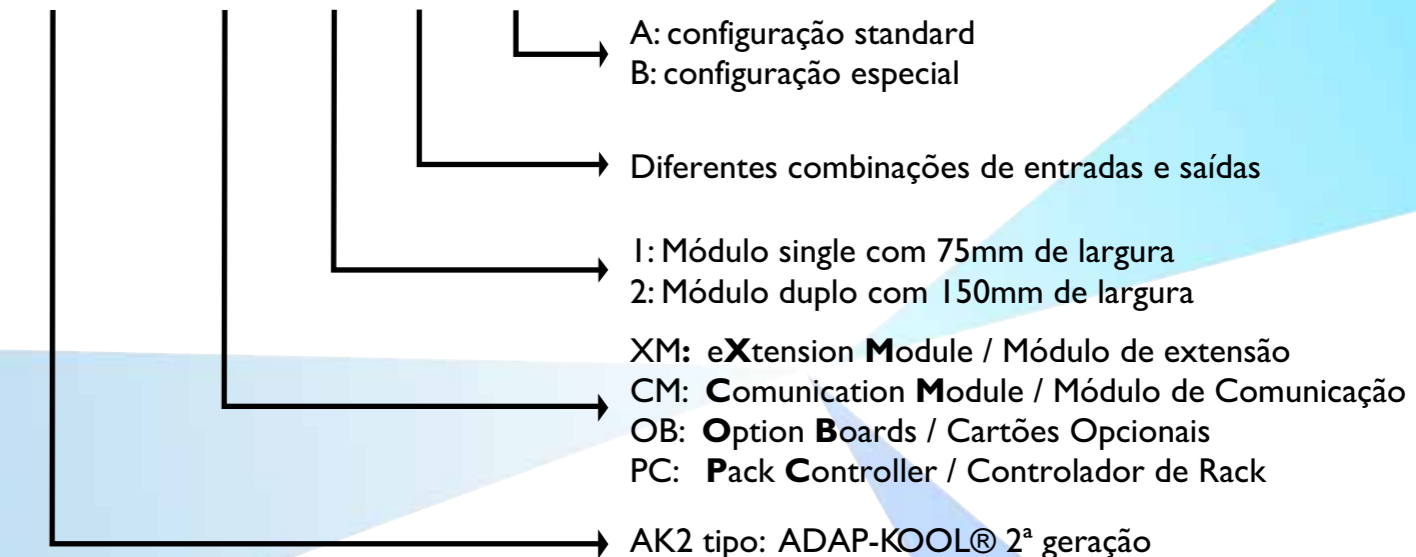 A: configuração standard
B: configuração especial
Diferentes combinações de entradas e saídas
1: Módulo single com 75mm de largura
2: Módulo duplo com 150mm de largura
XM: eXtension Module / Módulo de extensão
CM: Comunication Module / Módulo de Comunicação
OB: Option Boards / Cartões Opcionais
PC: Pack Controller / Controlador de Rack
AK2 tipo: ADAP-KOOL® 2ª geração